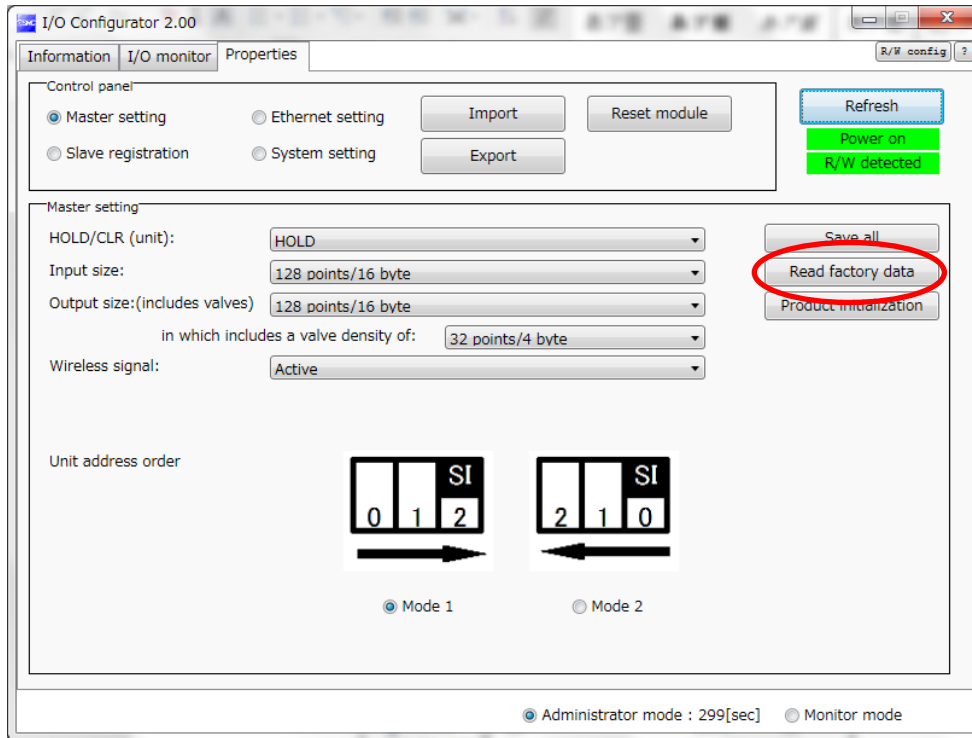 I/O Configurator 2.00
Information I/O monitor Properties R/W config ?
Control panel
Master setting Ethernet setting Import Reset module Refresh
Power on
Slave registration System setting Export R/W detected
Master setting
HOLD/CLR (unit): HOLD Save all
Input size: 128 points/16 byte Read factory data
Output size:(includes valves) 128 points/16 byte Product initialization
in which includes a valve density of: 32 points/4 byte
Wireless signal: Active
Unit address order SI SI
0 1 2 2 1 0
Mode 1 Mode 2
Administrator mode : 299[sec] Monitor mode